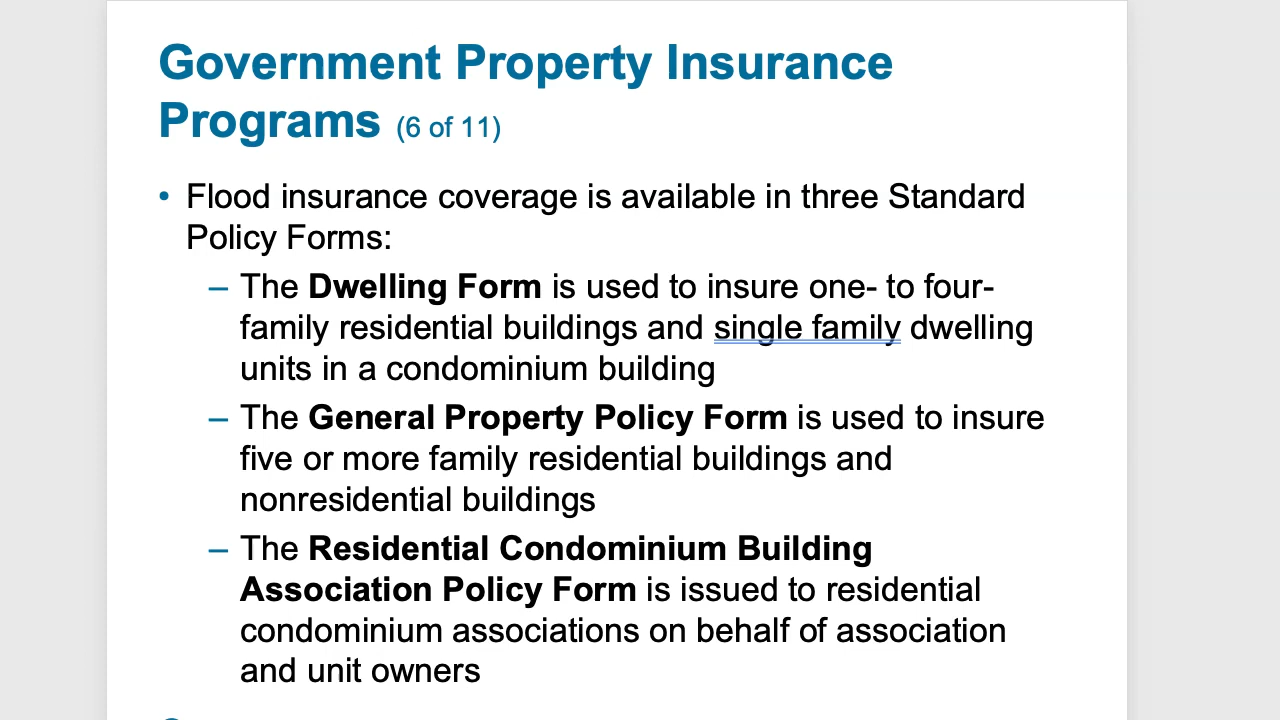 Government Property Insurance
Programs (6 of 11)
• Flood insurance coverage is available in three Standard
Policy Forms:
– The Dwelling Form is used to insure one- to four-
family residential buildings and single family dwelling
units in a condominium building
– The General Property Policy Form is used to insure
five or more family residential buildings and
nonresidential buildings
– The Residential Condominium Building
Association Policy Form is issued to residential
condominium associations on behalf of association
and unit owners